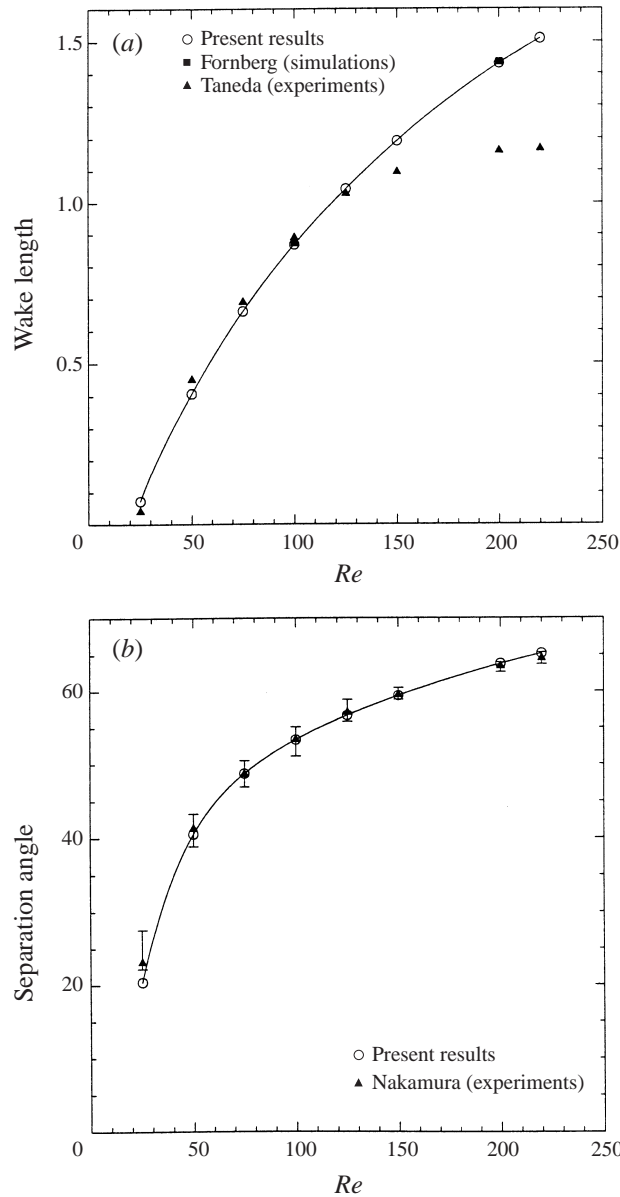 (a)
Present results
Fornberg (simulations)
Taneda (experiments)
1.5
1.0
0.5
Wake length
0 50 100 150 200 250
Re
(b)
60
40
20
Separation angle
Present results
Nakamura (experiments)
0 50 100 150 200 250
Re